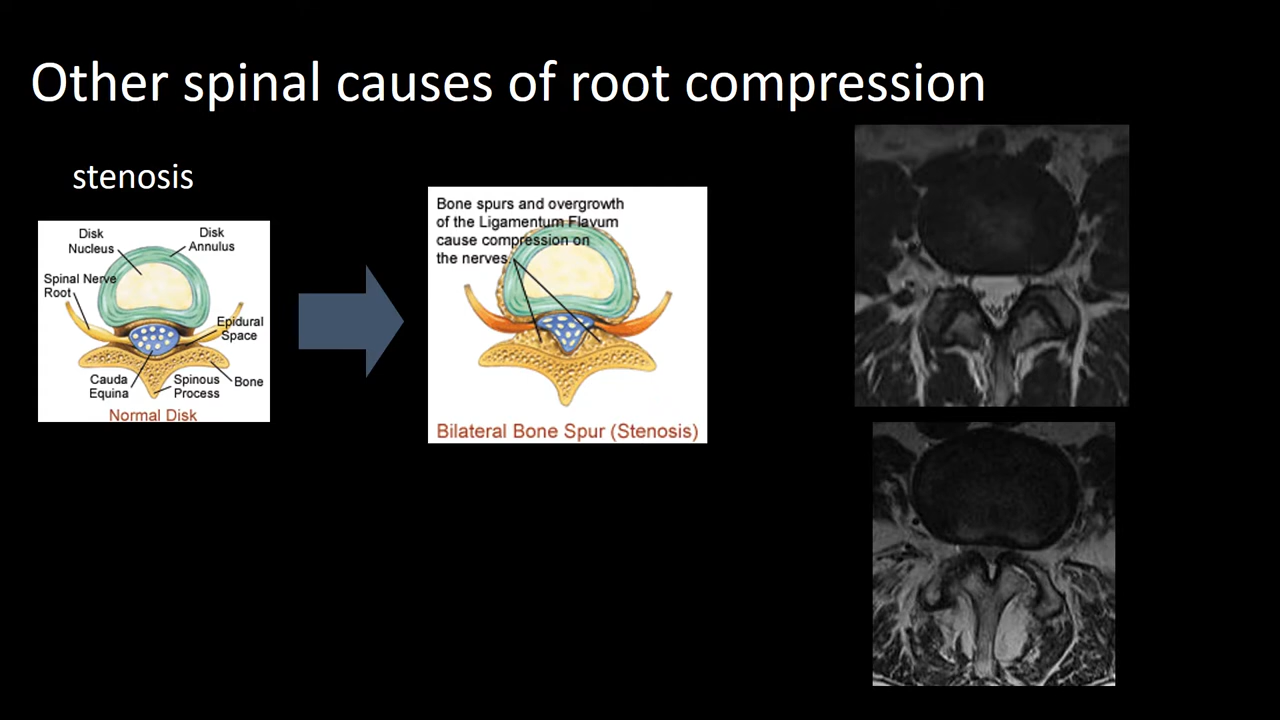 Other spinal causes of root compression
stenosis
Disk
Nucleus
Disk
Annulus
Spinal Nerve
Root
Epidural
Space
Cauda
Equina
Spinous
Process
Bone
Normal Disk
Bone spurs and overgrowth
of the Ligamentum Flavum
cause compression on
the nerves.
Bilateral Bone Spur (Stenosis)